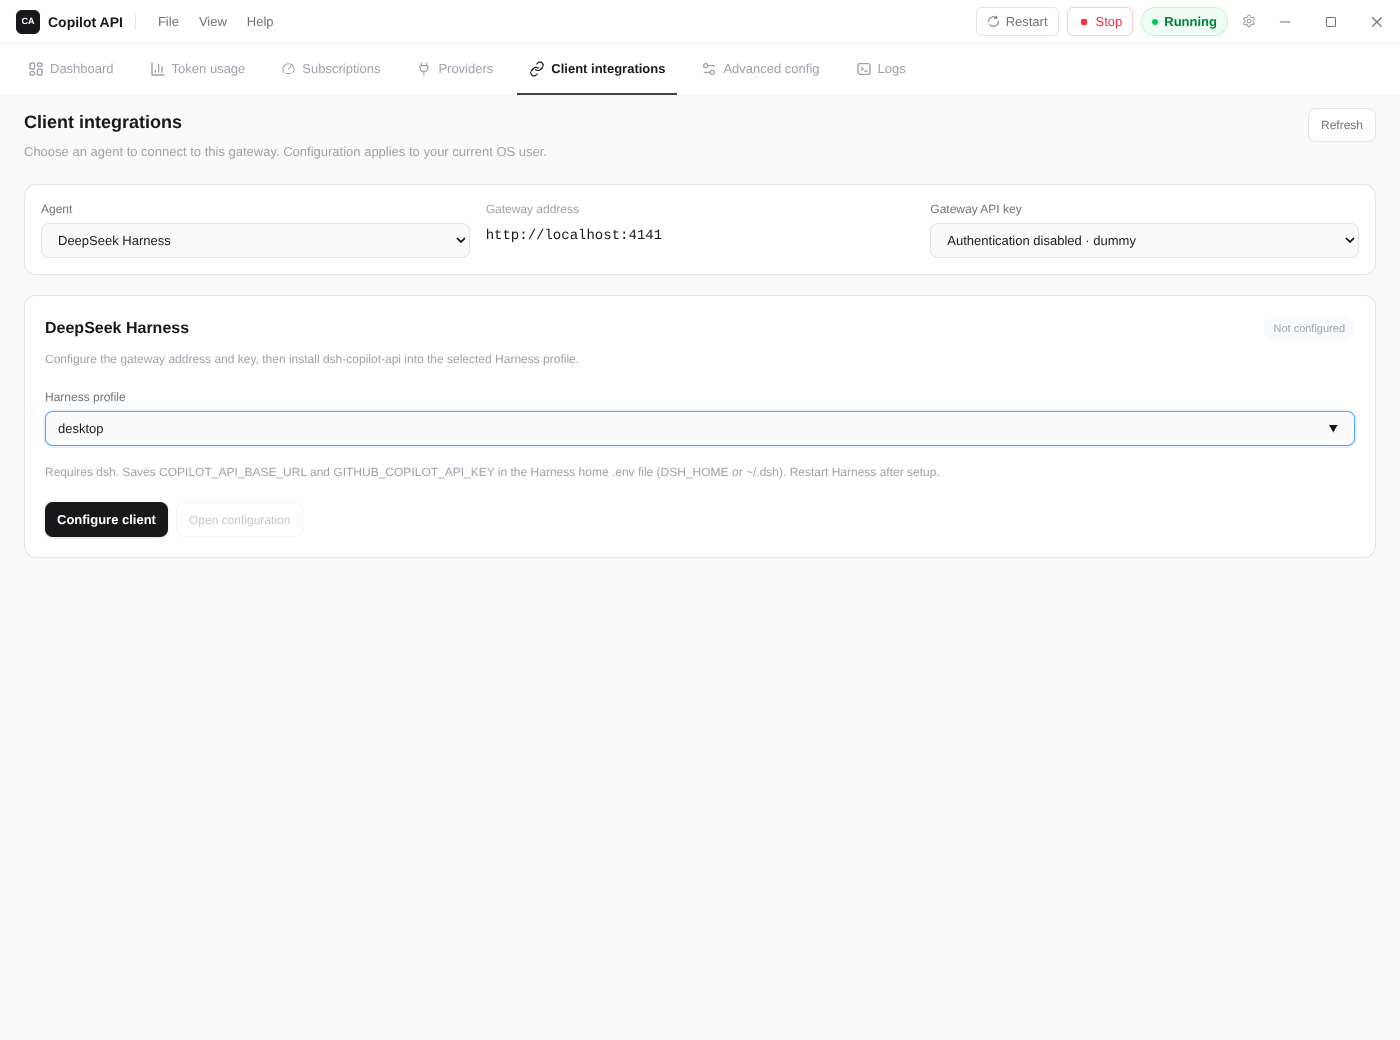 CA Copilot API File View Help Restart Stop Running
Dashboard Token usage Subscriptions Providers Client integrations Advanced config Logs
Client integrations
Refresh
Choose an agent to connect to this gateway. Configuration applies to your current OS user.
Agent Gateway address Gateway API key
DeepSeek Harness http://localhost:4141 Authentication disabled · dummy
DeepSeek Harness
Not configured
Configure the gateway address and key, then install dsh-copilot-api into the selected Harness profile.
Harness profile
desktop
Requires dsh. Saves COPILOT_API_BASE_URL and GITHUB_COPILOT_API_KEY in the Harness home .env file (DSH_HOME or ~/.dsh). Restart Harness after setup.
Configure client Open configuration